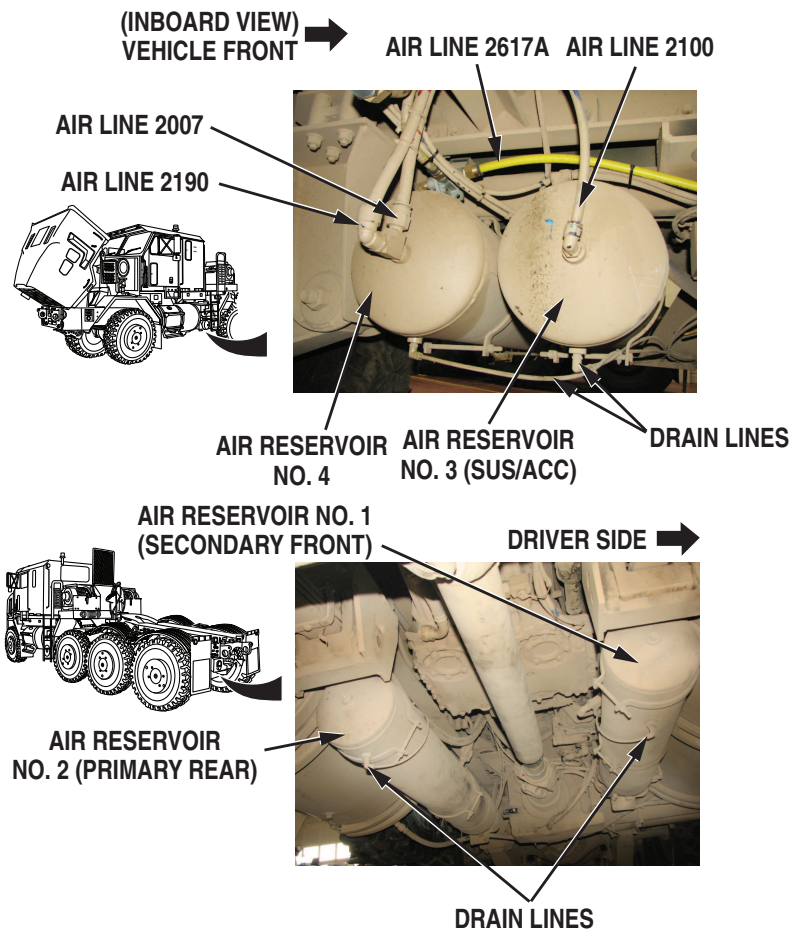 (INBOARD VIEW)
VEHICLE FRONT
AIR LINE 2617A
AIR LINE 2100
AIR LINE 2007
AIR LINE 2190
AIR RESERVOIR
NO. 4
AIR RESERVOIR
NO. 3 (SUS/ACC)
DRAIN LINES
AIR RESERVOIR NO. 1
(SECONDARY FRONT)
DRIVER SIDE
AIR RESERVOIR
NO. 2 (PRIMARY REAR)
DRAIN LINES